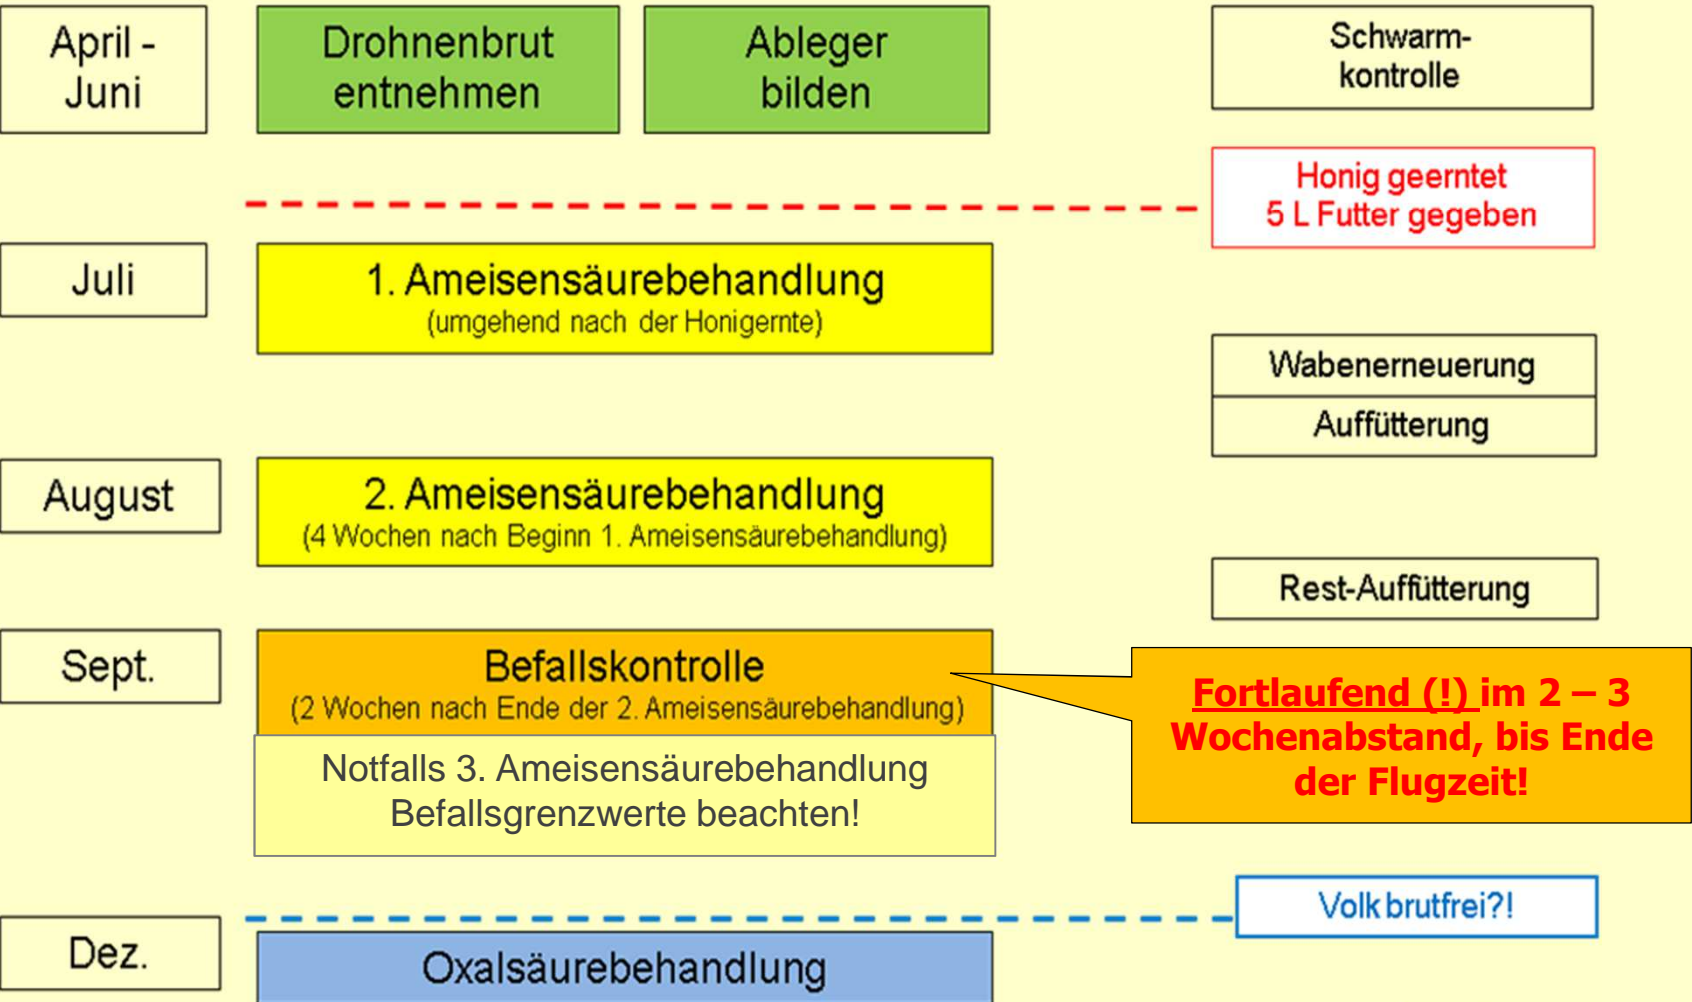 April -
Juni
Drohnenbrut
entnehmen
Ableger
bilden
Schwarm-
kontrolle
Honig geerntet
5 L Futter gegeben
Juli
1. Ameisensäurebehandlung
(umgehend nach der Honigernte)
Wabenerneuerung
Auffütterung
August
2. Ameisensäurebehandlung
(4 Wochen nach Beginn 1. Ameisensäurebehandlung)
Rest-Auffütterung
Sept.
Befallskontrolle
(2 Wochen nach Ende der 2. Ameisensäurebehandlung)
Notfalls 3. Ameisensäurebehandlung
Befallsgrenzwerte beachten!
Fortlaufend (!) im 2 – 3
Wochenabstand, bis Ende
der Flugzeit!
Volk brutfrei?!
Dez.
Oxalsäurebehandlung